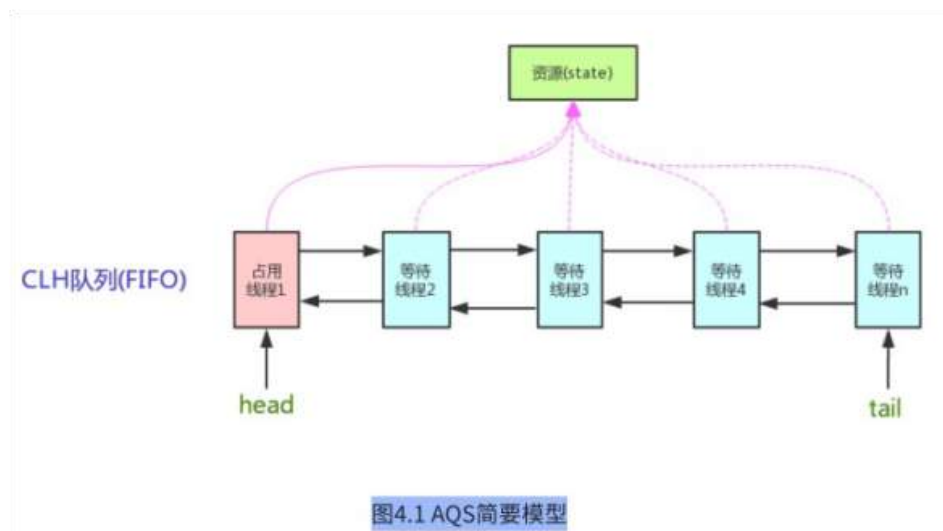 资源(state)
CLH队列(FIFO)
占用
线程1
等待
线程2
等待
线程3
等待
线程4
等待
线程n
head
tail
图4.1 AQS简要模型